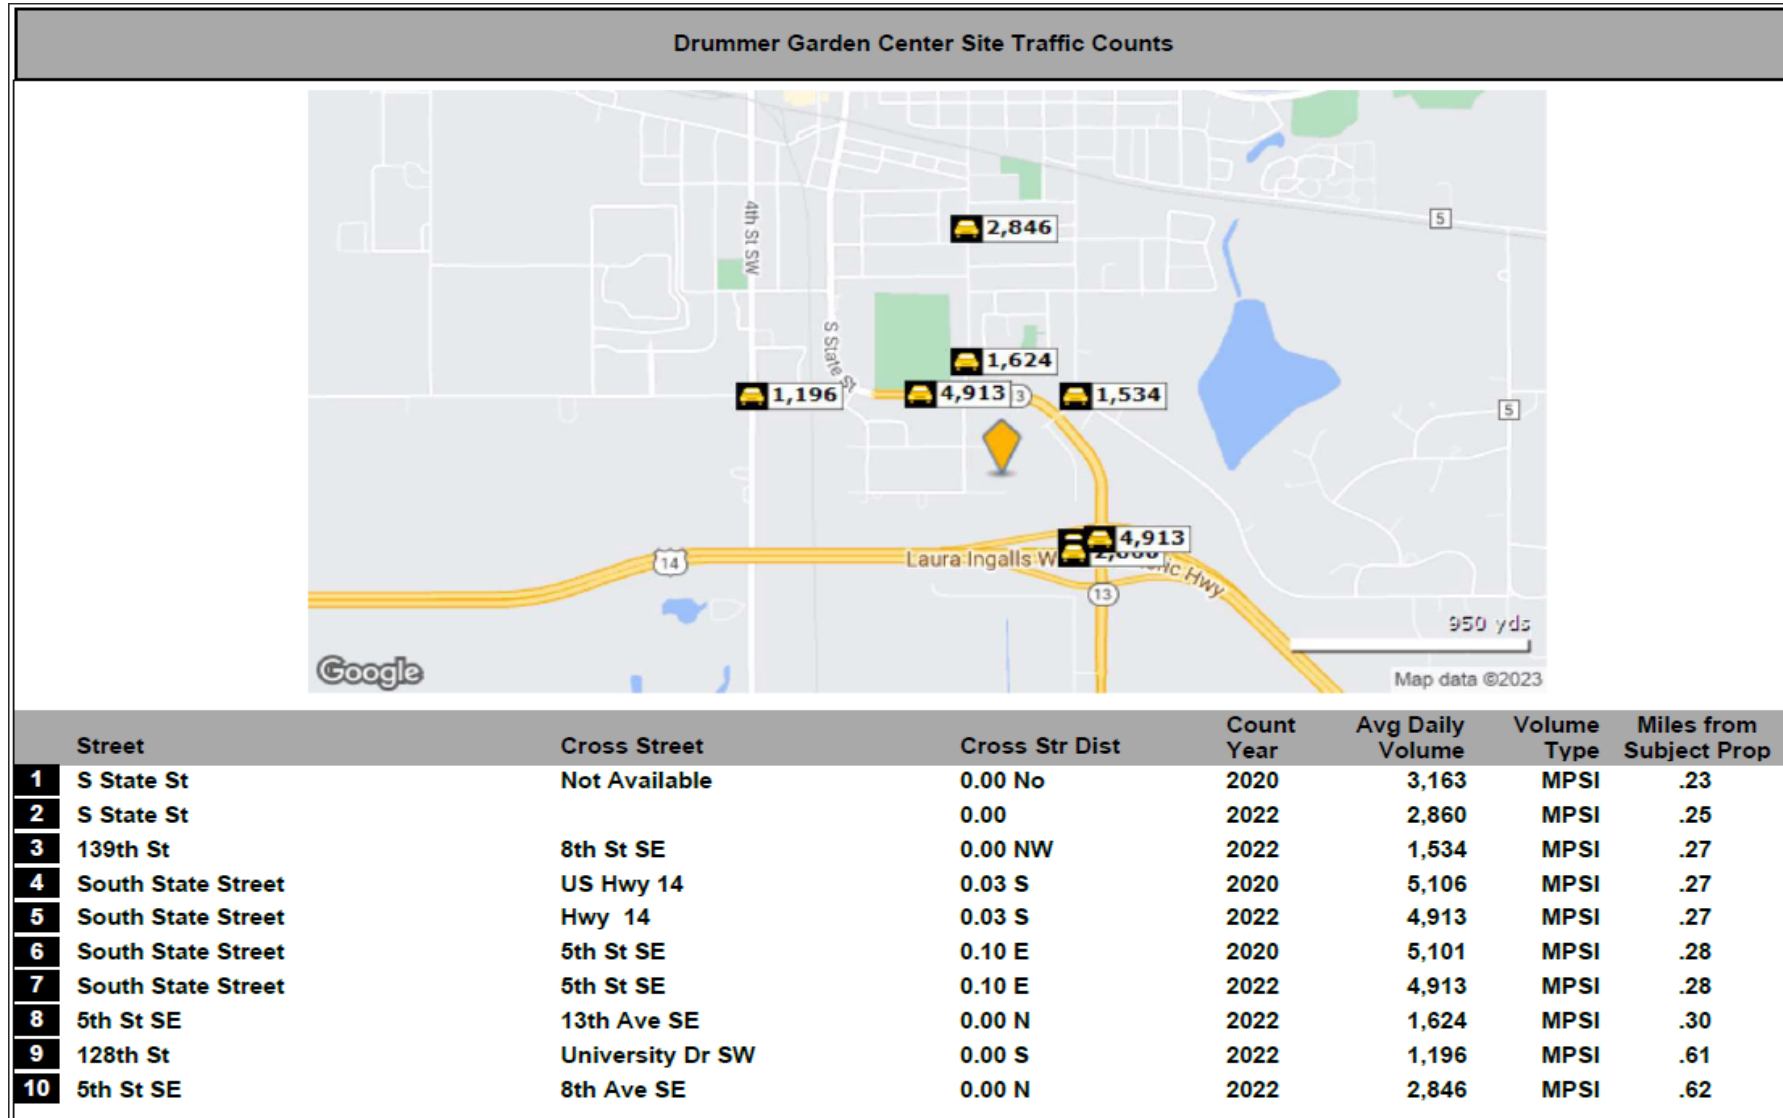 Drummer Garden Center Site Traffic Counts
4th St SW
2,846
5
S State St
1,624
1,196
4,913
3
1,534
5
4,913
14
Laura Ingalls
Hwy
13
950 yds
Google
Map data ©2023
Street Cross Street Cross Str Dist Count Year Avg Daily Volume Volume Type Miles from Subject Prop
1 S State St Not Available 0.00 No 2020 3,163 MPSI .23
2 S State St 0.00 2022 2,860 MPSI .25
3 139th St 8th St SE 0.00 NW 2022 1,534 MPSI .27
4 South State Street US Hwy 14 0.03 S 2020 5,106 MPSI .27
5 South State Street Hwy 14 0.03 S 2022 4,913 MPSI .27
6 South State Street 5th St SE 0.10 E 2020 5,101 MPSI .28
7 South State Street 5th St SE 0.10 E 2022 4,913 MPSI .28
8 5th St SE 13th Ave SE 0.00 N 2022 1,624 MPSI .30
9 128th St University Dr SW 0.00 S 2022 1,196 MPSI .61
10 5th St SE 8th Ave SE 0.00 N 2022 2,846 MPSI .62